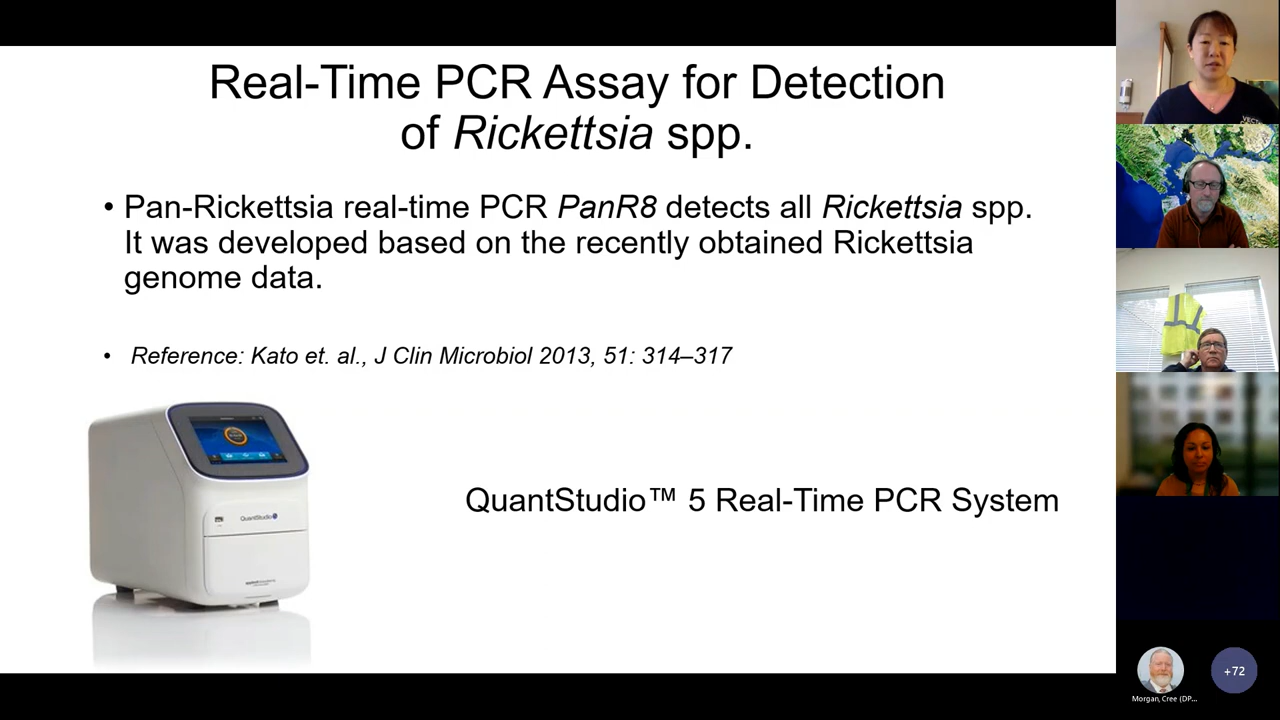 Real-Time PCR Assay for Detection
of Rickettsia spp.
• Pan-Rickettsia real-time PCR PanR8 detects all Rickettsia spp.
It was developed based on the recently obtained Rickettsia
genome data.
• Reference: Kato et. al., J Clin Microbiol 2013, 51: 314–317
QuantStudio
QuantStudio™ 5 Real-Time PCR System
Morgan, Cree (DP...
+72